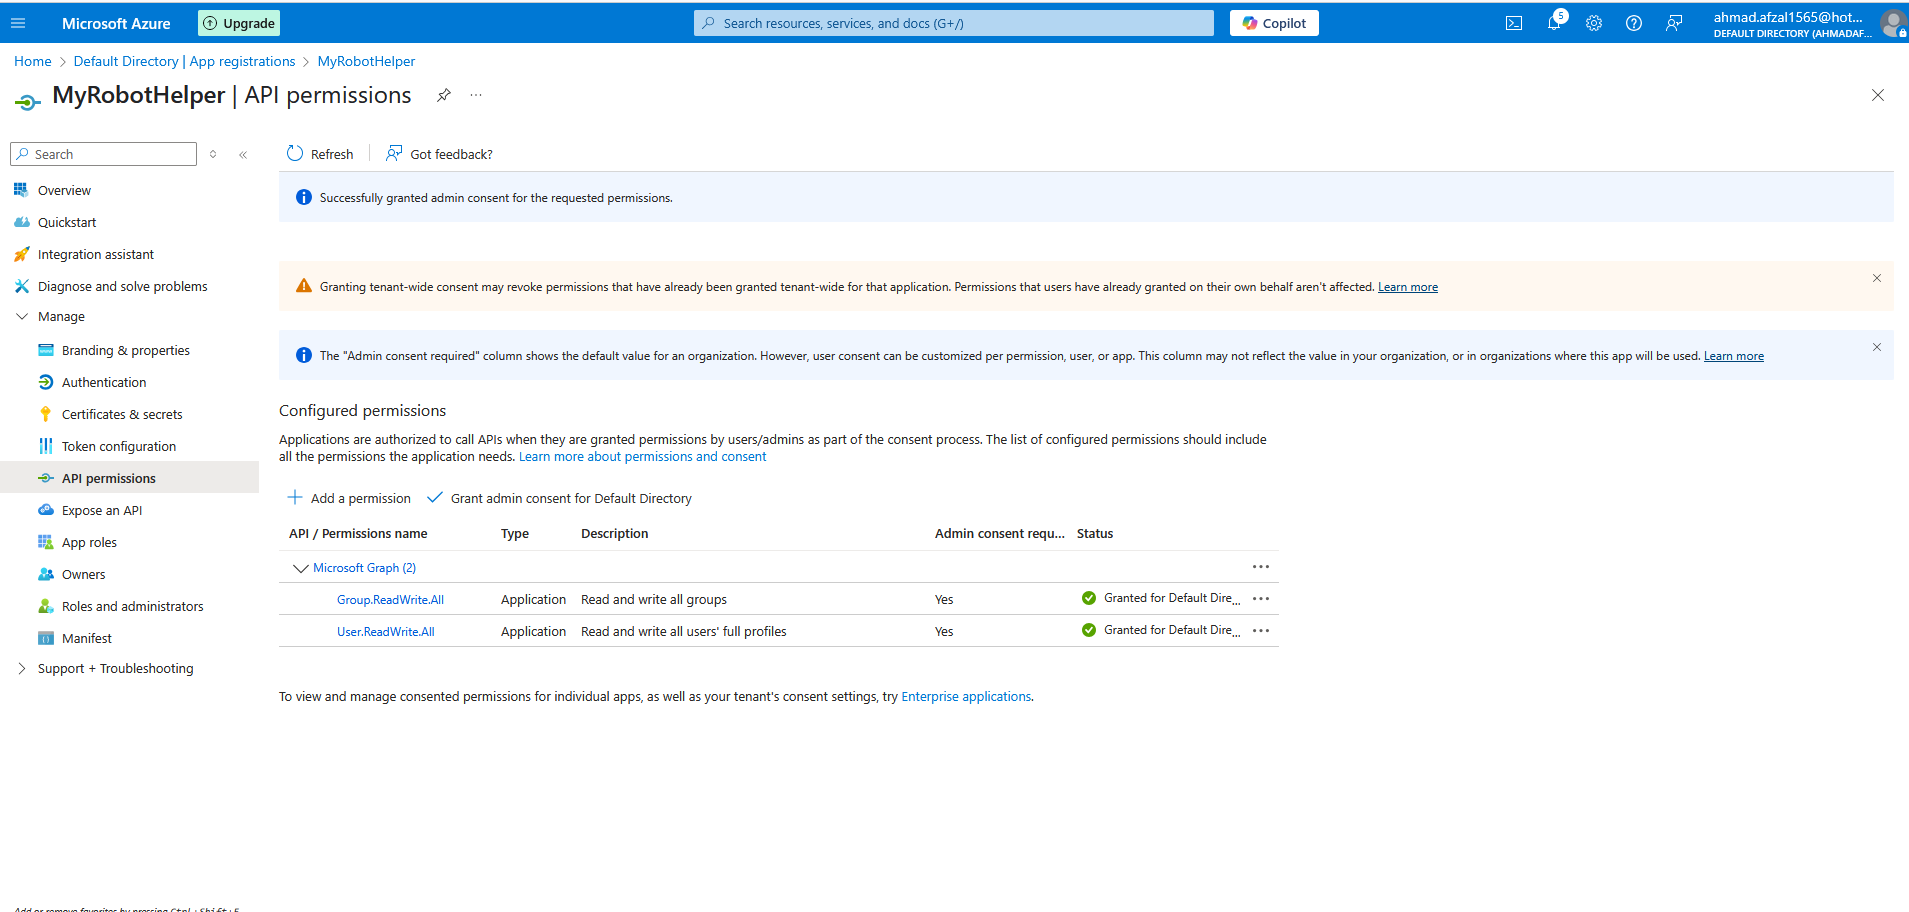 Microsoft Azure
Upgrade
Search resources, services, and docs (G+/)
Copilot
5
ahmad.afzal1565@hot...
DEFAULT DIRECTORY (AHMADAF...
Home > Default Directory | App registrations > MyRobotHelper
MyRobotHelper | API permissions
Search
Refresh
Got feedback?
Overview
Quickstart
Integration assistant
Diagnose and solve problems
Manage
Branding & properties
Authentication
Certificates & secrets
Token configuration
API permissions
Expose an API
App roles
Owners
Roles and administrators
Manifest
Support + Troubleshooting
Successfully granted admin consent for the requested permissions.
Granting tenant-wide consent may revoke permissions that have already been granted tenant-wide for that application. Permissions that users have already granted on their own behalf aren't affected. Learn more
The "Admin consent required" column shows the default value for an organization. However, user consent can be customized per permission, user, or app. This column may not reflect the value in your organization, or in organizations where this app will be used. Learn more
Configured permissions
Applications are authorized to call APIs when they are granted permissions by users/admins as part of the consent process. The list of configured permissions should include
all the permissions the application needs. Learn more about permissions and consent
Add a permission
Grant admin consent for Default Directory
API / Permissions name Type Description Admin consent requ... Status
Microsoft Graph (2)
Group.ReadWrite.All Application Read and write all groups Yes Granted for Default Dire...
User.ReadWrite.All Application Read and write all users' full profiles Yes Granted for Default Dire...
To view and manage consented permissions for individual apps, as well as your tenant's consent settings, try Enterprise applications.
Add or remove favorites by pressing Ctrl+Shift+F